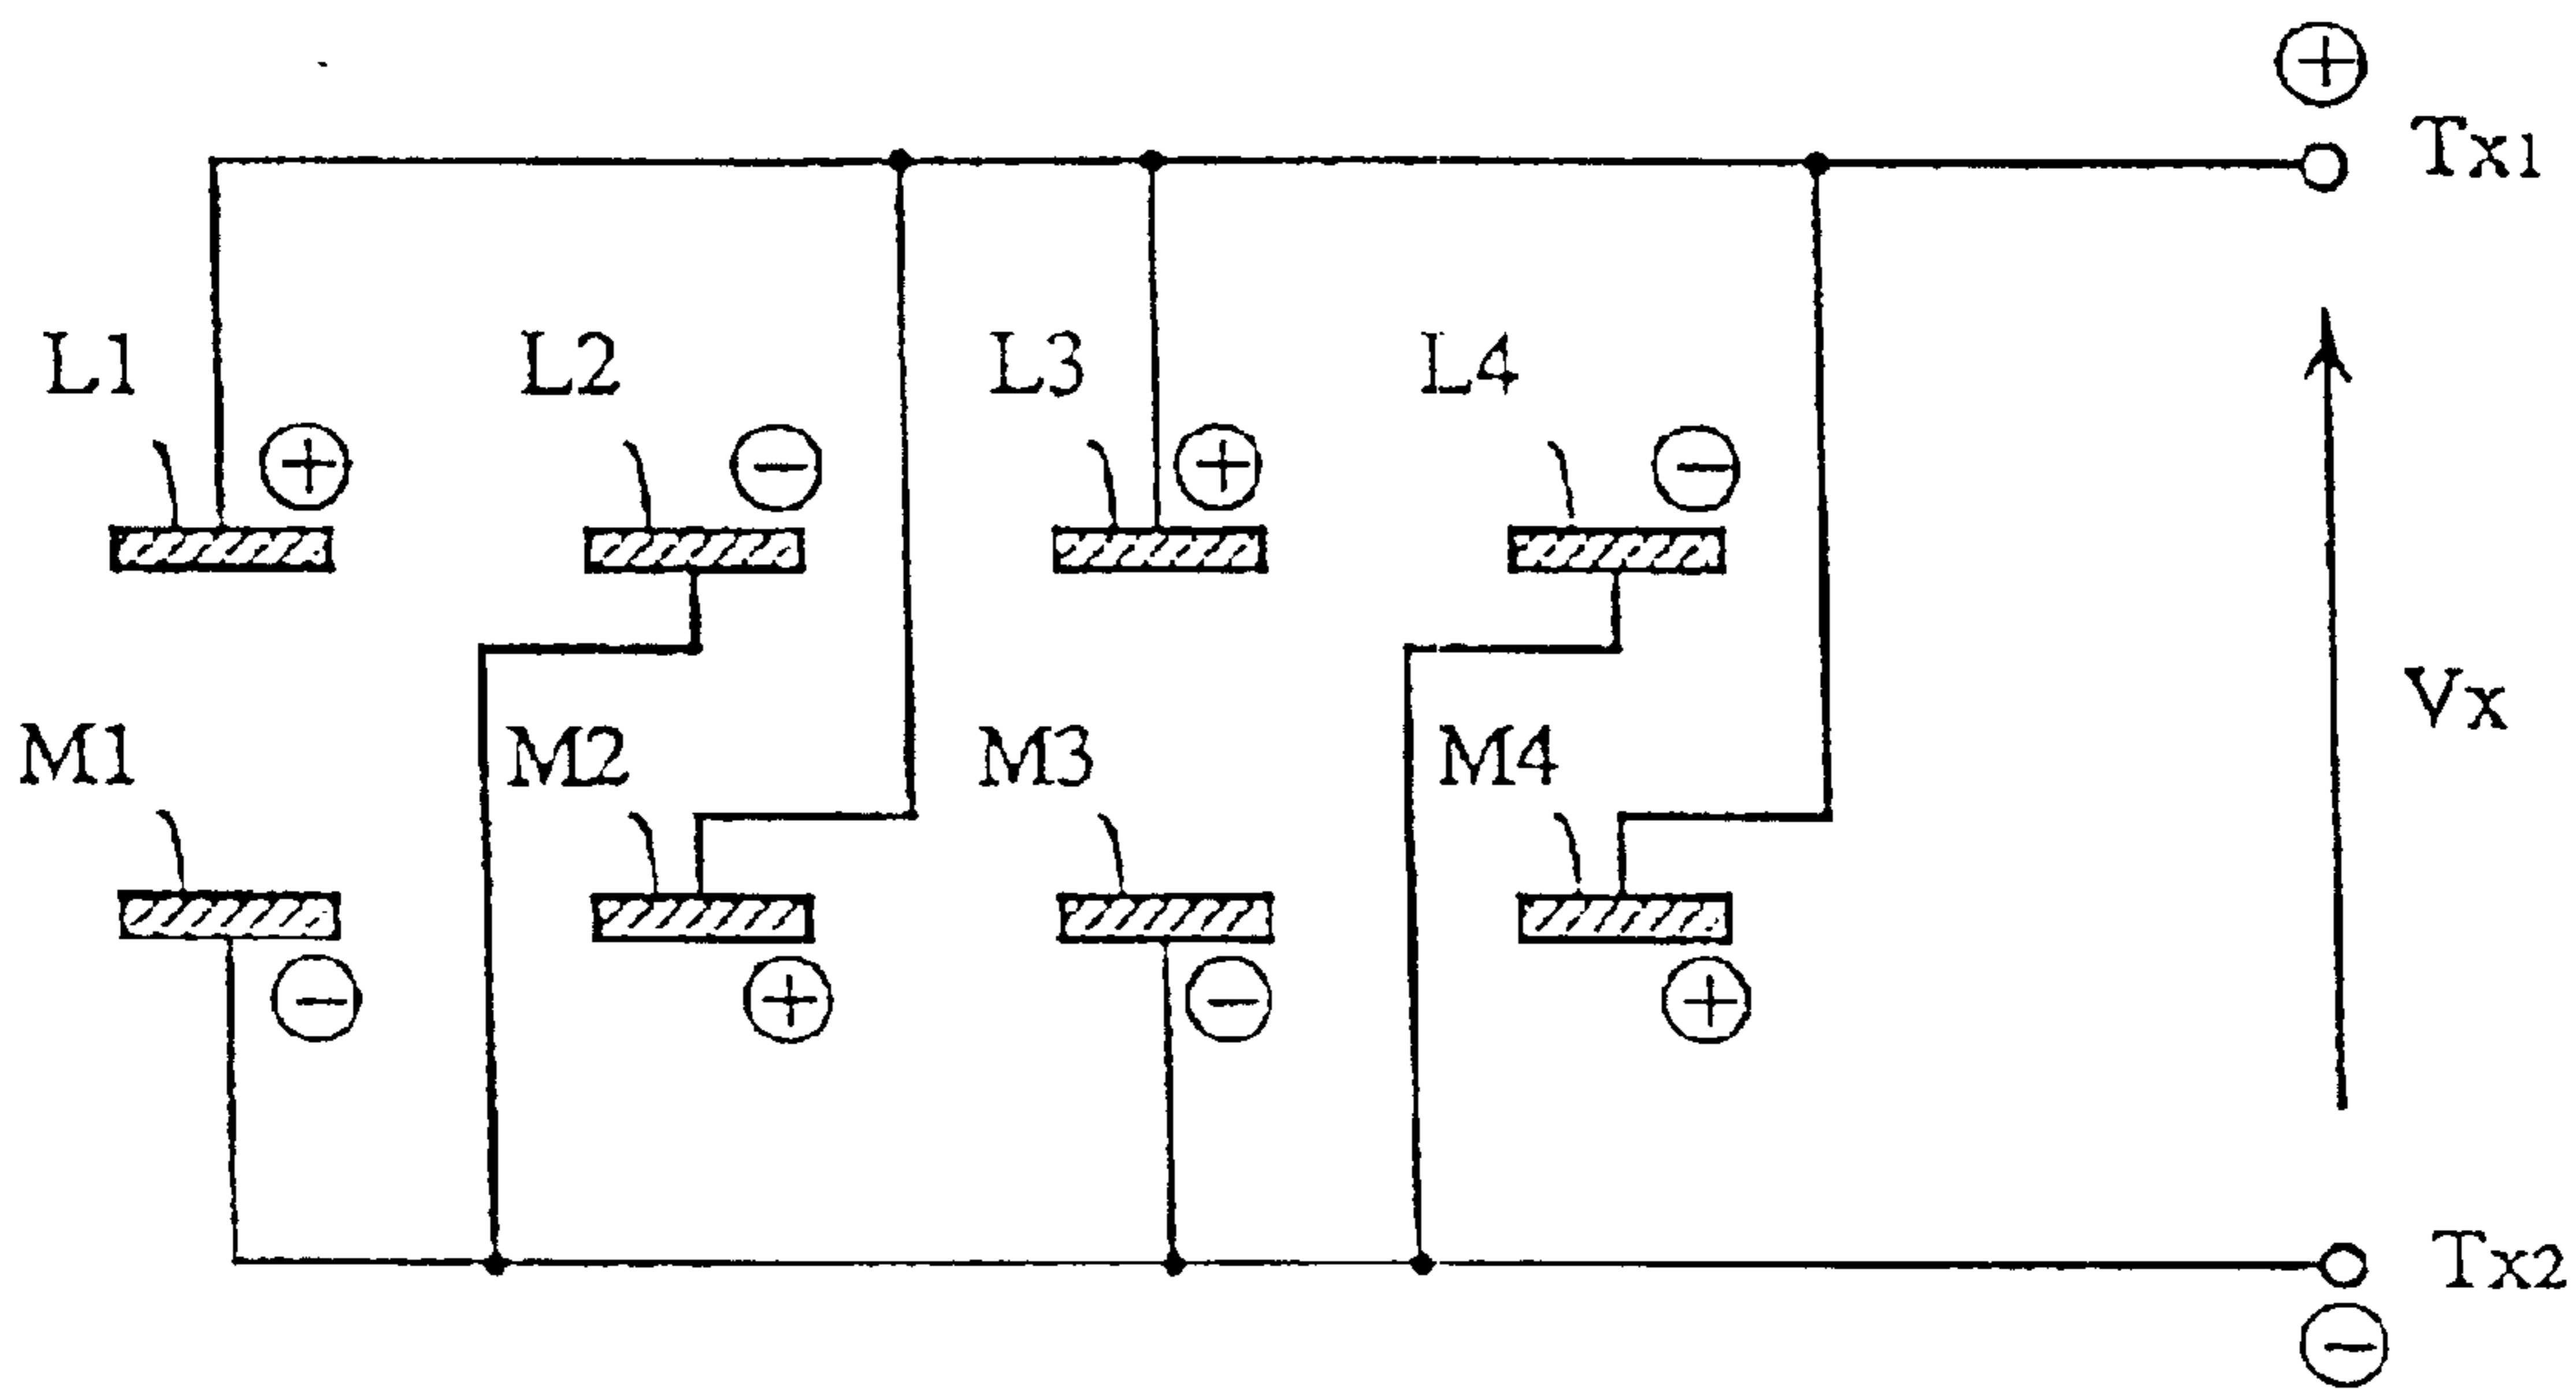 ⊕
Tx1
L1 L2 L3 L4
⊕ ⊖ ⊕ ⊖
Vx
M1 M2 M3 M4
⊖ ⊕ ⊖ ⊕
Tx2
⊖